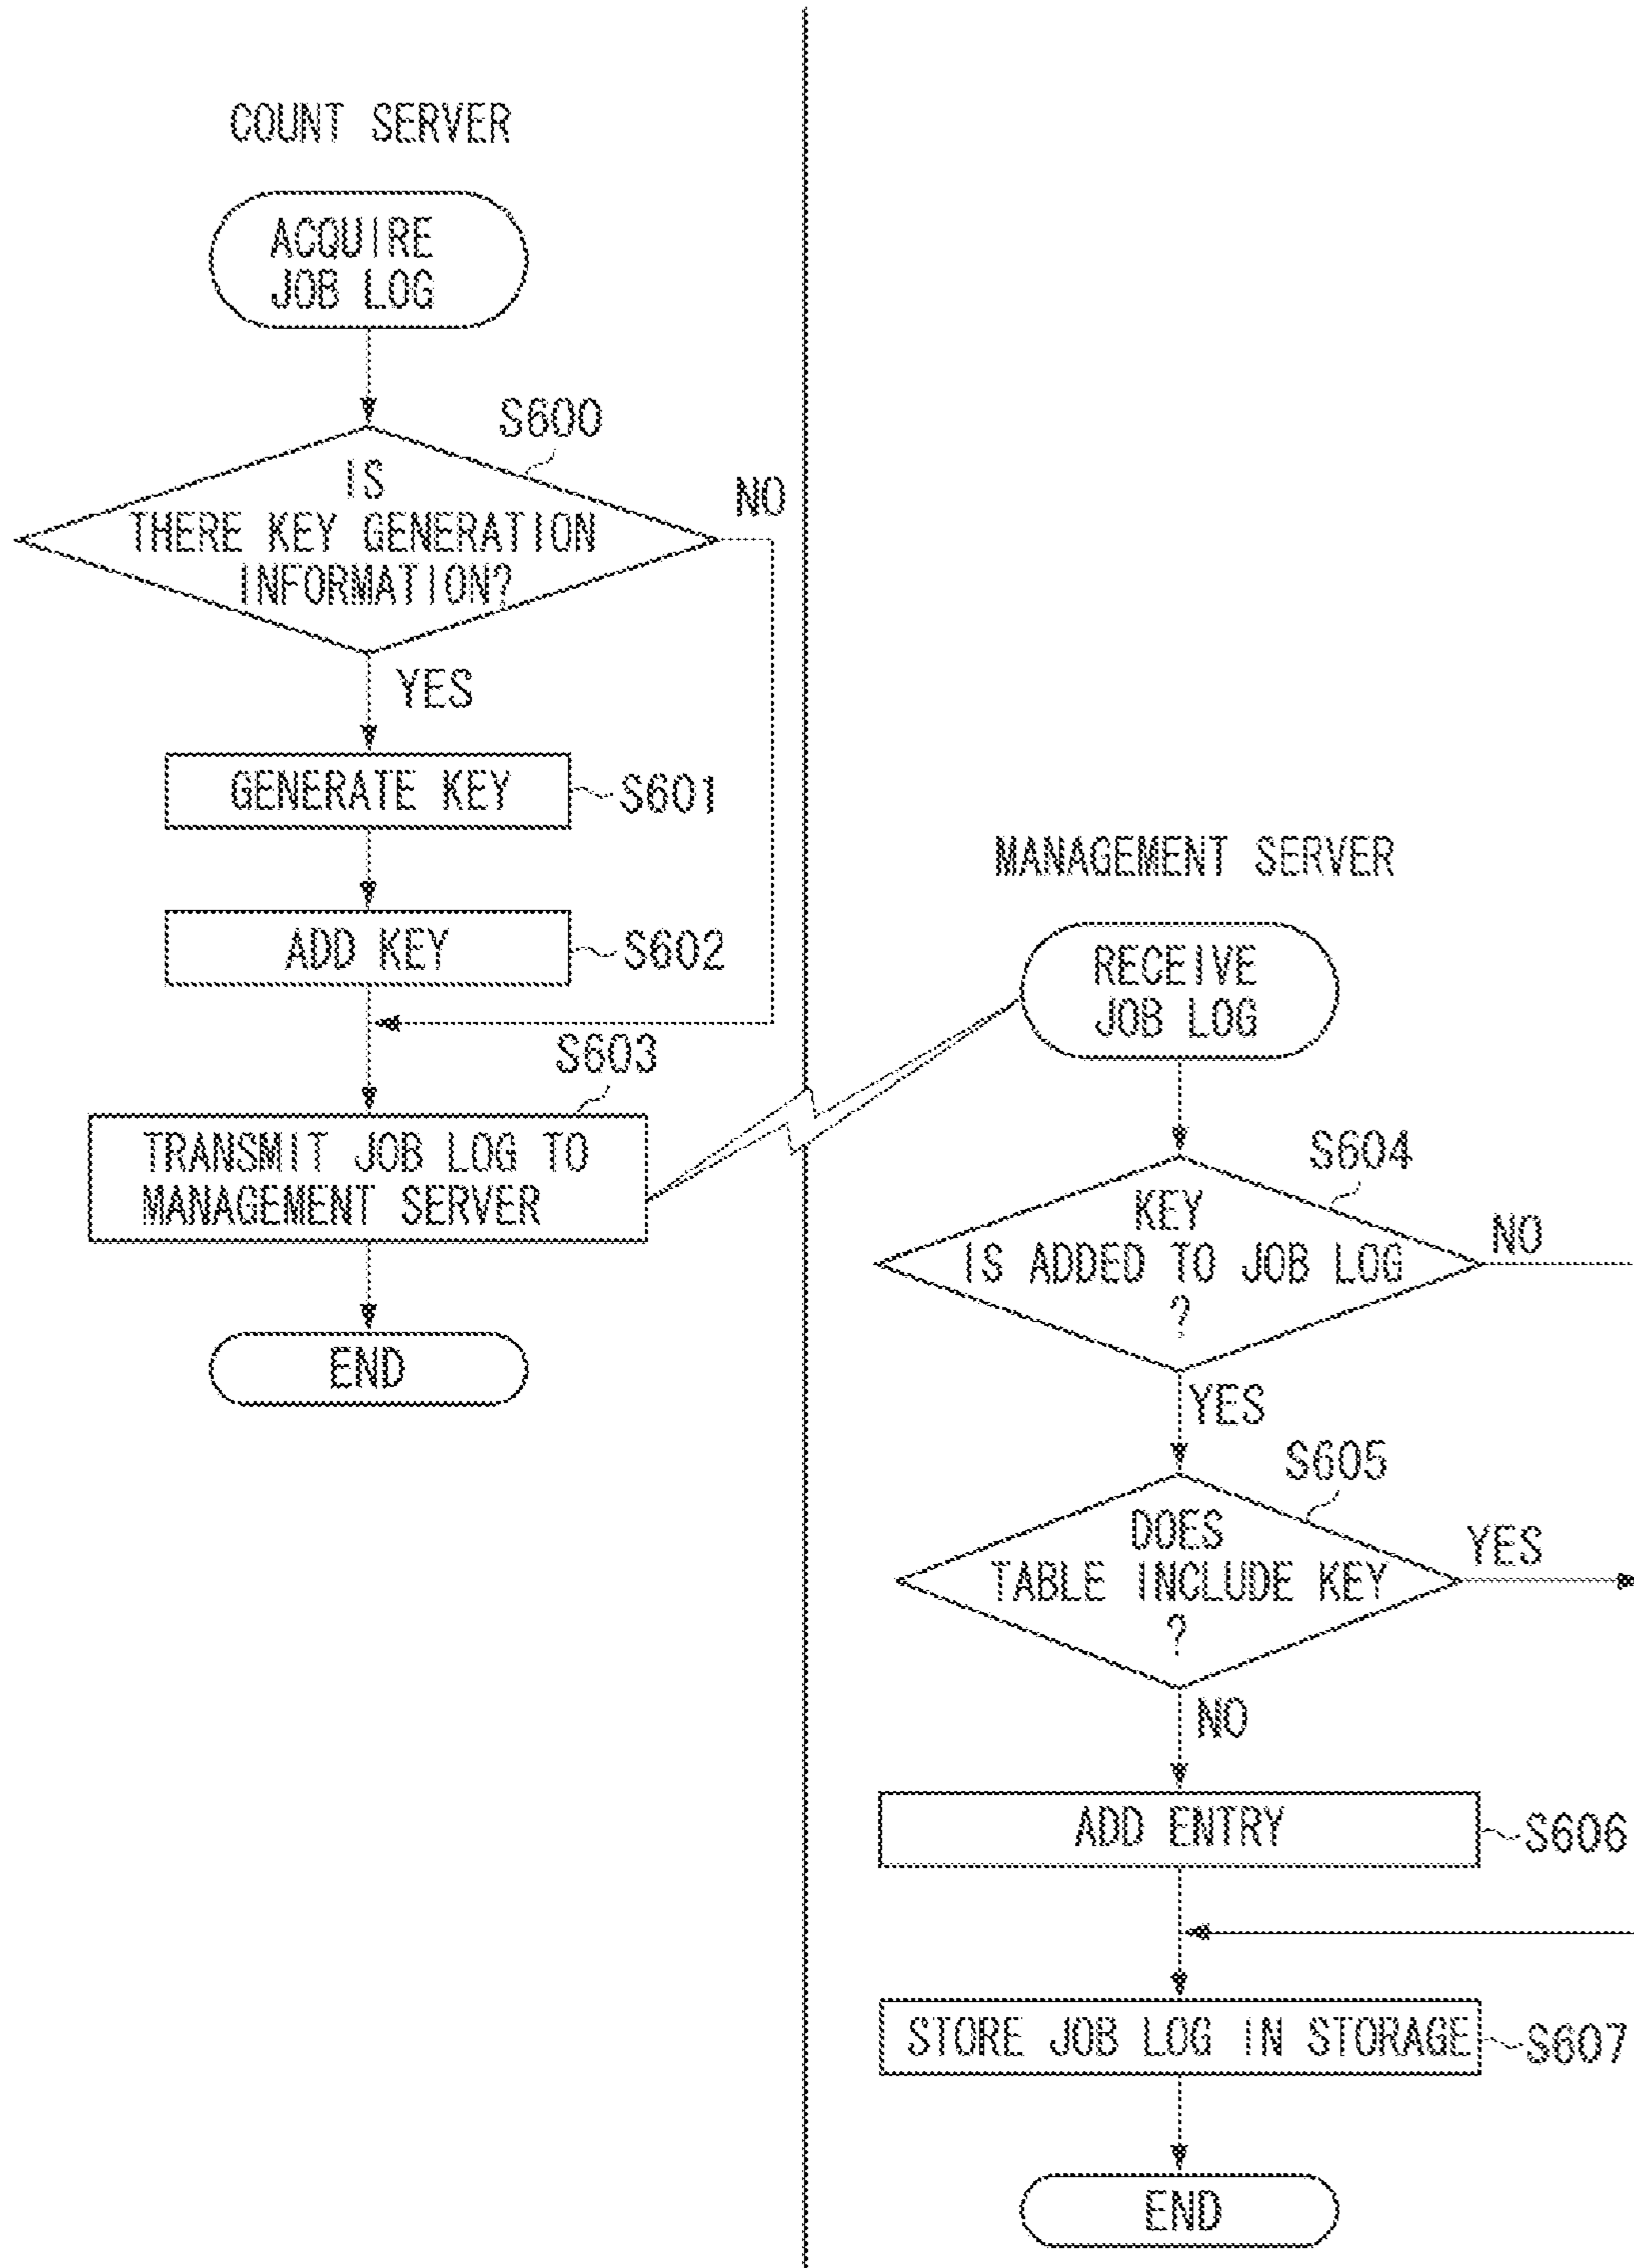 COUNT SERVER
ACQUIRE
JOB LOG
S600
IS
THERE KEY GENERATION
INFORMATION?
NO
YES
GENERATE KEY
S601
ADD KEY
S602
S603
TRANSMIT JOB LOG TO
MANAGEMENT SERVER
END
MANAGEMENT SERVER
RECEIVE
JOB LOG
S604
KEY
IS ADDED TO JOB LOG
?
NO
YES
S605
DOES
TABLE INCLUDE KEY
?
YES
NO
ADD ENTRY
S606
STORE JOB LOG IN STORAGE
S607
END